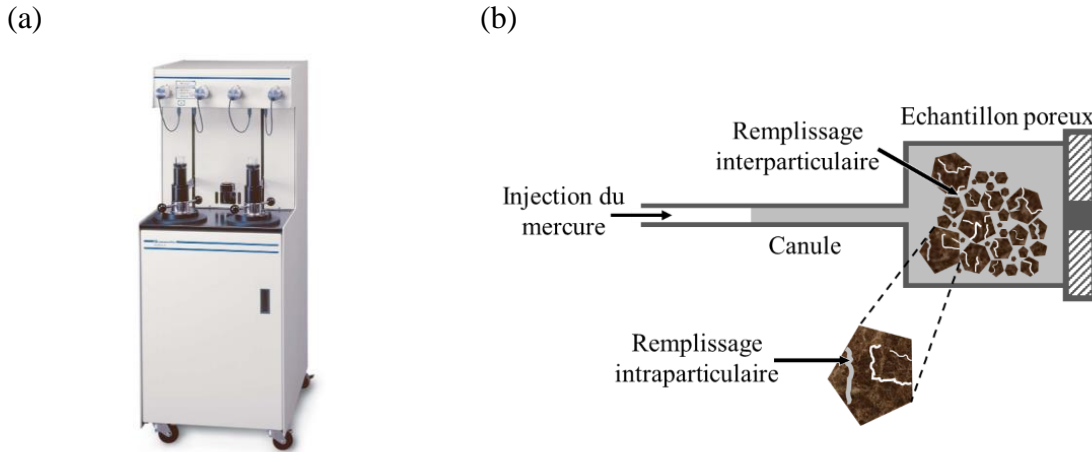 (a)
(b)
Echantillon poreux
Remplissage
interparticulaire
Injection du
mercure
Canule
Remplissage
intraparticulaire